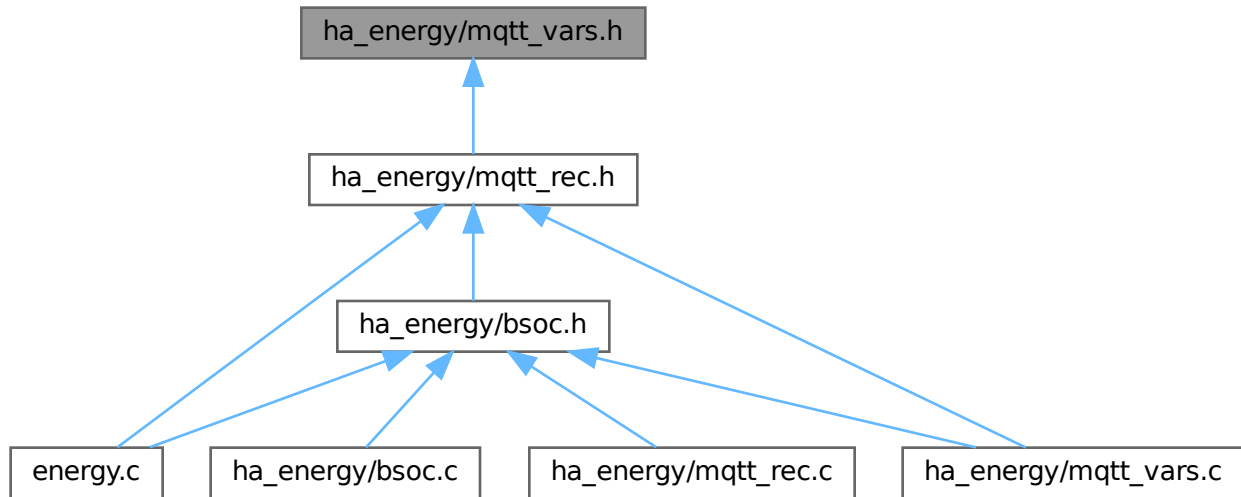 ha_energy/mqtt_vars.h
ha_energy/mqtt_rec.h
ha_energy/bsoc.h
energy.c
ha_energy/bsoc.c
ha_energy/mqtt_rec.c
ha_energy/mqtt_vars.c